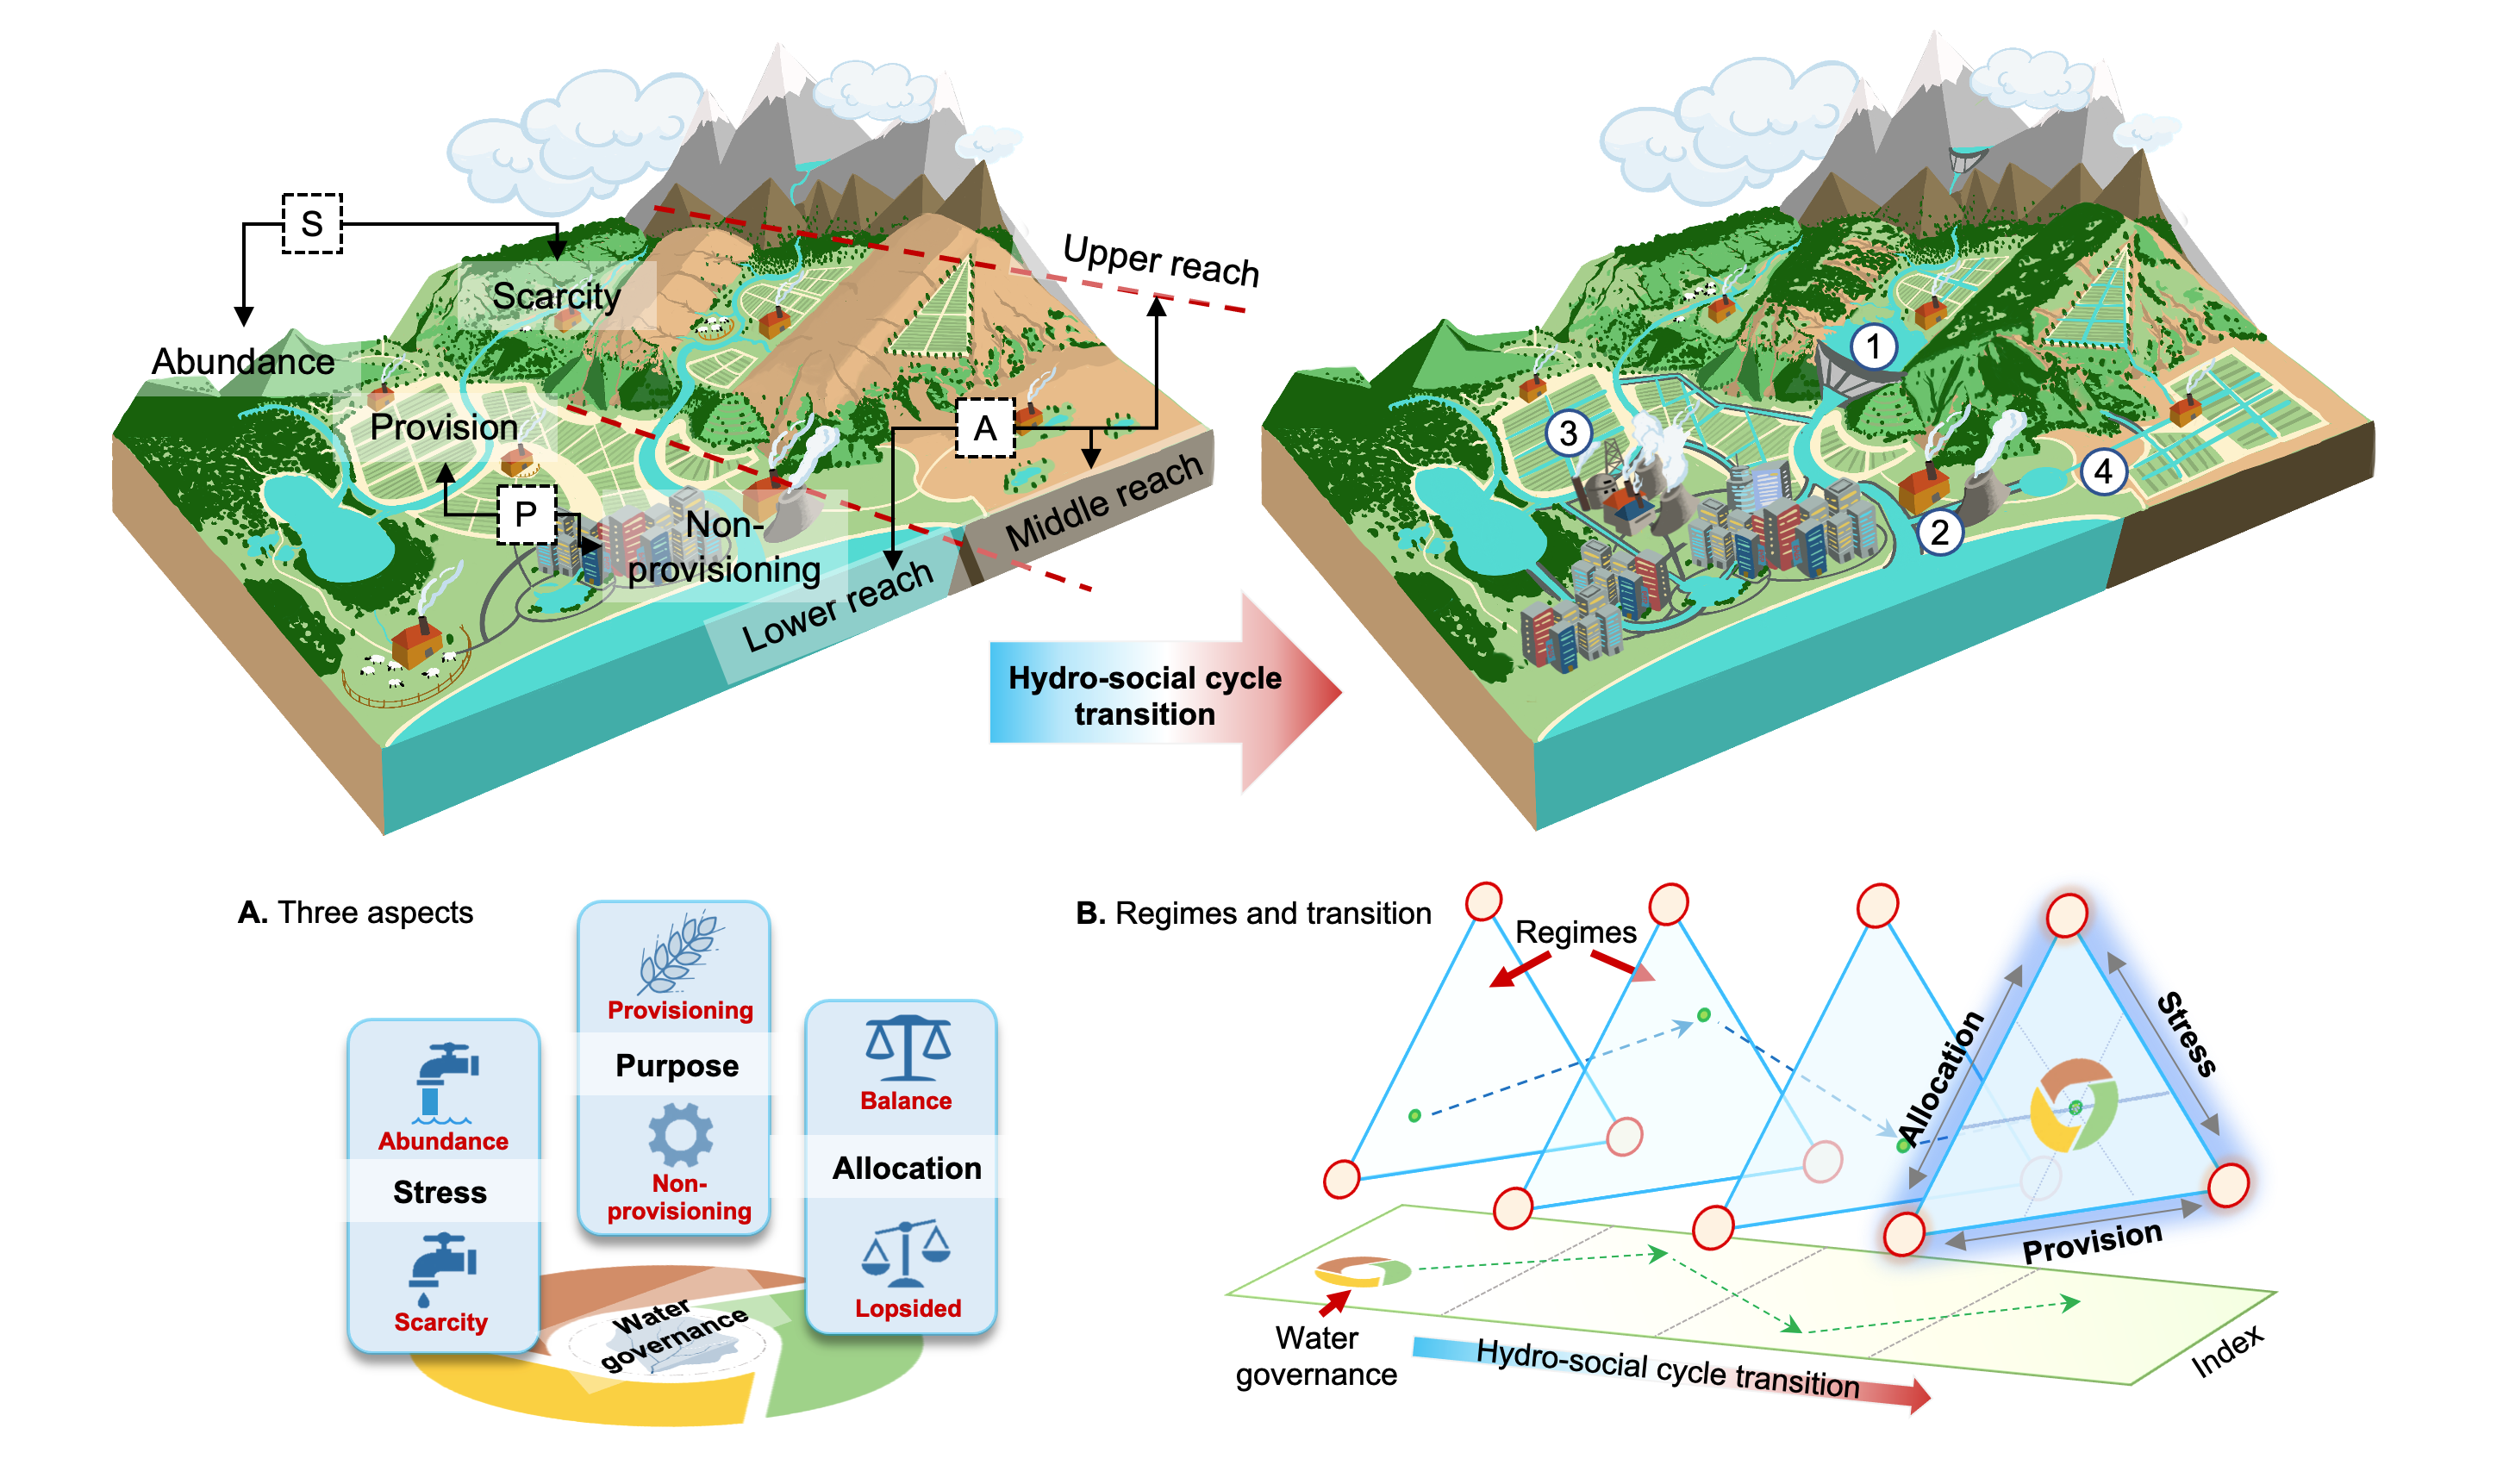 S
Scarcity
Abundance
Provision
P
Non-
provisioning
A
Upper reach
Middle reach
Lower reach
Hydro-social cycle
transition
1
2
3
4
A. Three aspects
Abundance
Stress
Scarcity
Provisioning
Purpose
Non-
provisioning
Balance
Allocation
Lopsided
Water
governance
B. Regimes and transition
Regimes
Allocation
Stress
Provision
Water
governance
Hydro-social cycle transition
Index